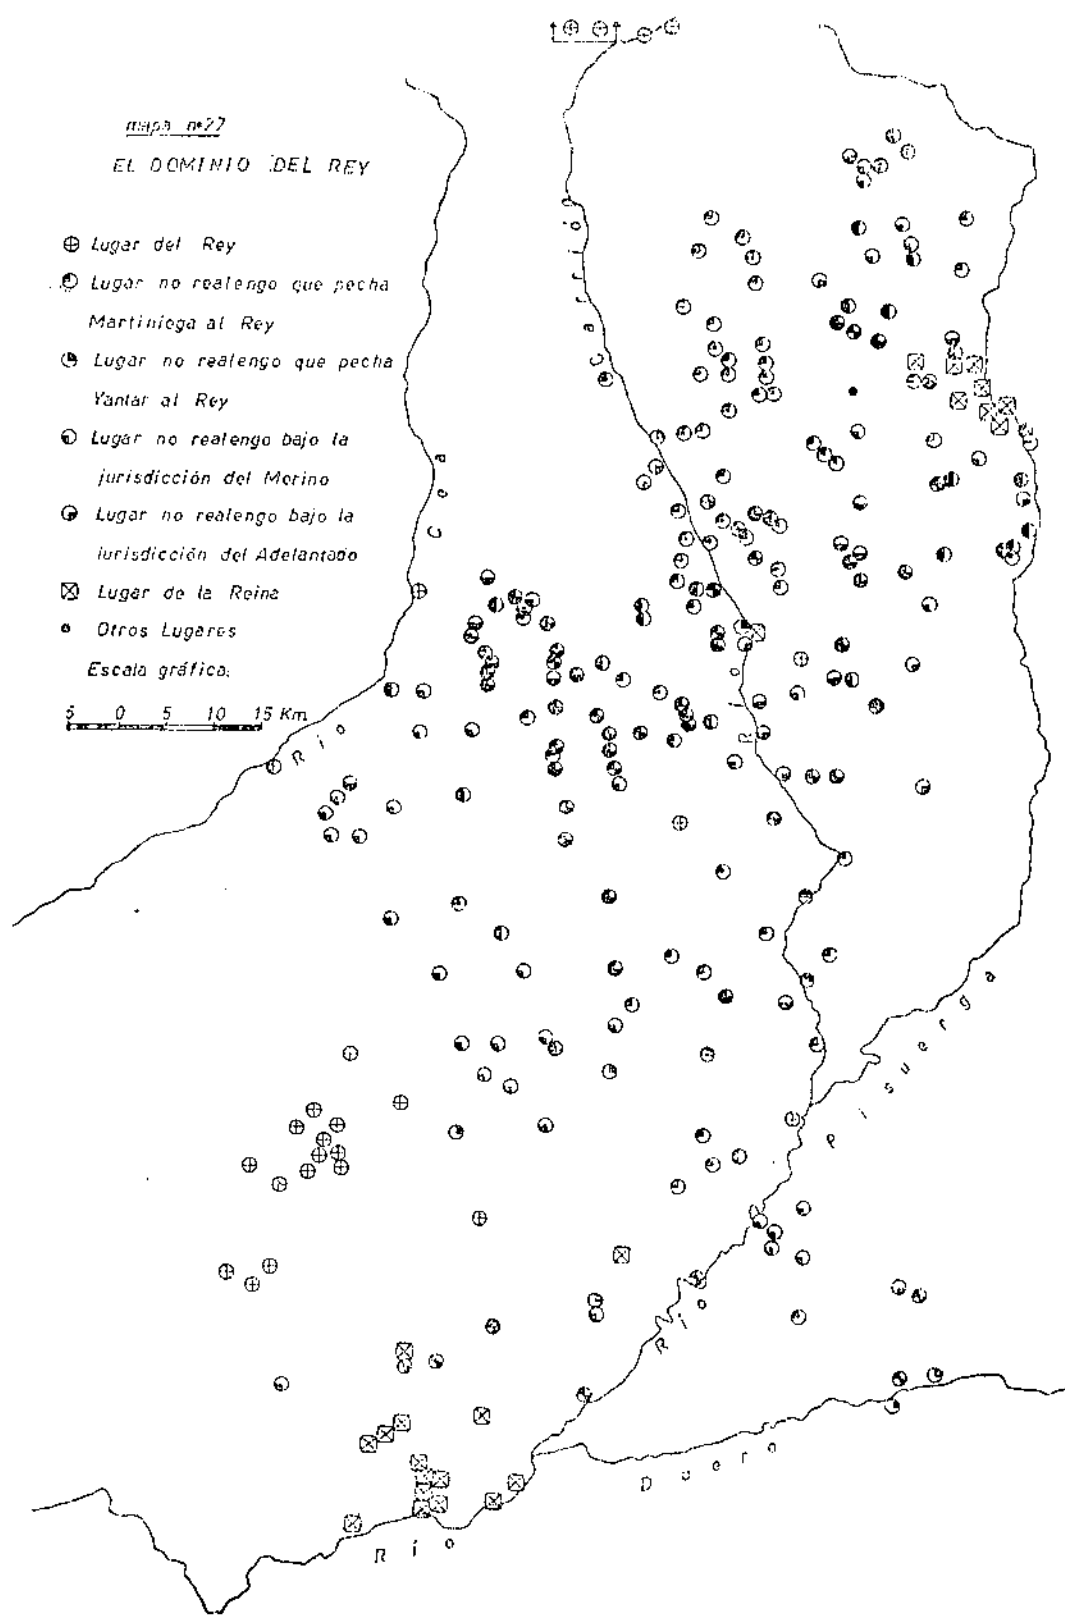 mapa nº27
EL DOMINIO DEL REY
Lugar del Rey
Lugar no realengo que pecha
Martiniega al Rey
Lugar no realengo que pecha
Yantar al Rey
Lugar no realengo bajo la
jurisdicción del Merino
Lugar no realengo bajo la
jurisdicción del Adelantado
Lugar de la Reina
Otros Lugares
Escala gráfica:
5 0 5 10 15 Km
Río Cea
Río Carrión
Río Pisuerga
Río Duero